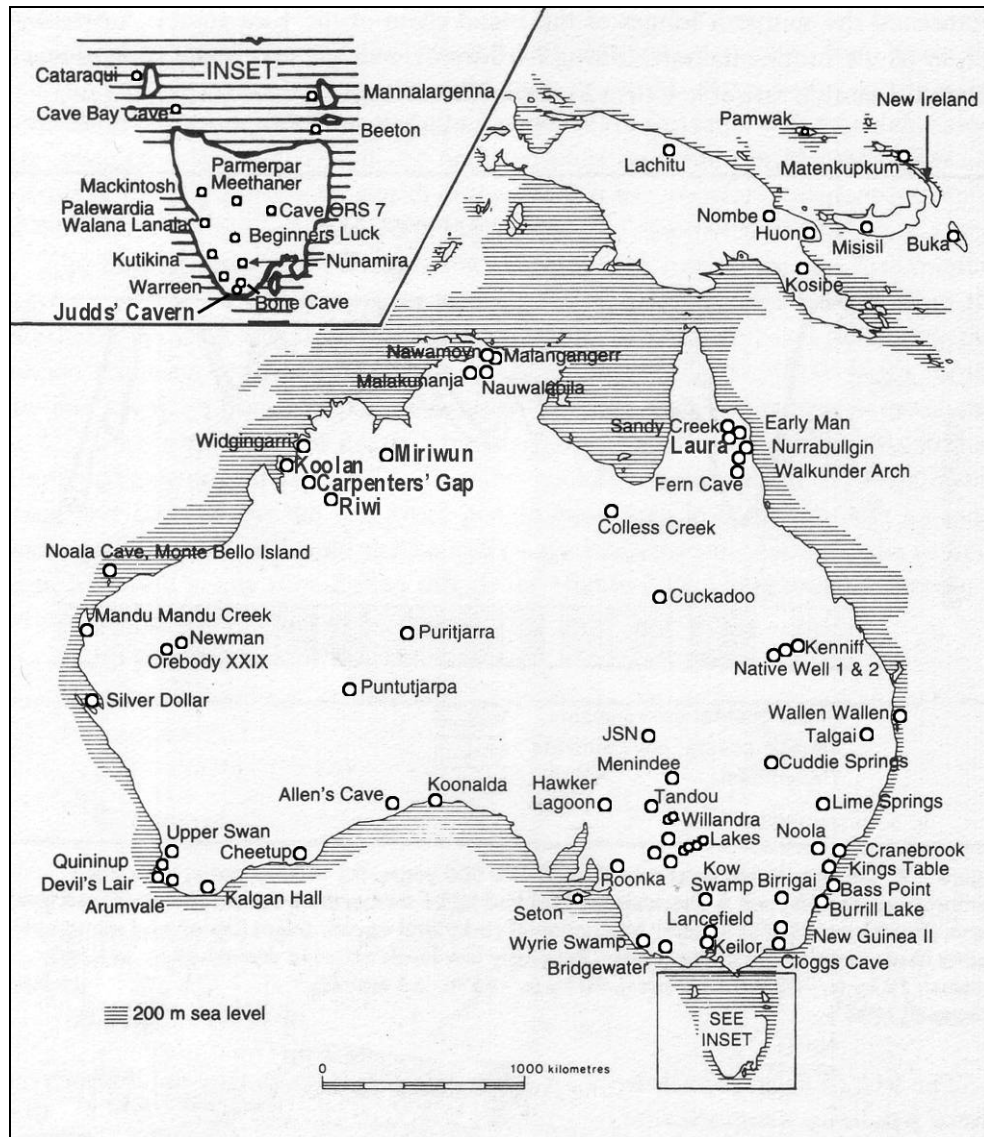 INSET
Cataraqui
Mannalargenna
Cave Bay Cave
Beeton
Parmerpar
Meethaner
Mackintosh
Palewardia
Walana Lanala
Cave ORS 7
Beginners Luck
Kutikina
Nunamira
Warreen
Bone Cave
Judds' Cavern
New Ireland
Pamwak
Lachitu
Matenkupkum
Nombe
Huon
Misisil
Buka
Kosipe
Nawamoyn
Malangangerr
Malakunanja
Nauwalabila
Widgingarri
Koolan
Miriwun
Carpenters' Gap
Riwi
Sandy Creek
Early Man
Laura
Nurrabullgin
Walkunder Arch
Fern Cave
Colless Creek
Noala Cave, Monte Bello Island
Cuckadoo
Mandu Mandu Creek
Newman
Orebody XXIX
Puritjarra
Kenniff
Native Well 1 & 2
Silver Dollar
Puntutjarpa
Wallen Wallen
Talgai
JSN
Menindee
Cuddie Springs
Allen's Cave
Koonalda
Hawker
Lagoon
Tandou
Lime Springs
Willandra
Lakes
Upper Swan
Cheetup
Noola
Cranebrook
Quininup
Kings Table
Devil's Lair
Roonka
Kow
Swamp
Birrigai
Bass Point
Arumvale
Kalgan Hall
Seton
Burrill Lake
Lancefield
Wyrie Swamp
Keilor
New Guinea II
Bridgewater
Cloggs Cave
200 m sea level
SEE
INSET
0
1000 kilometres